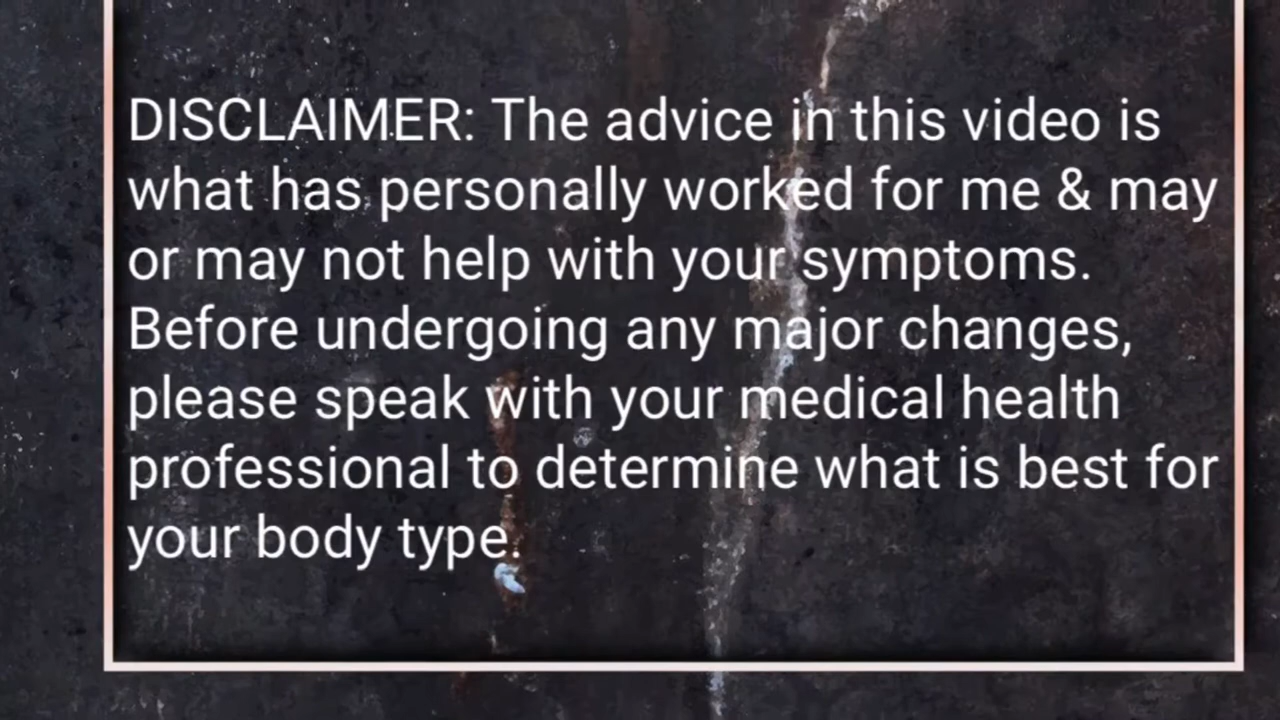 DISCLAIMER: The advice in this video is
what has personally worked for me & may
or may not help with your symptoms.
Before undergoing any major changes,
please speak with your medical health
professional to determine what is best for
your body type.